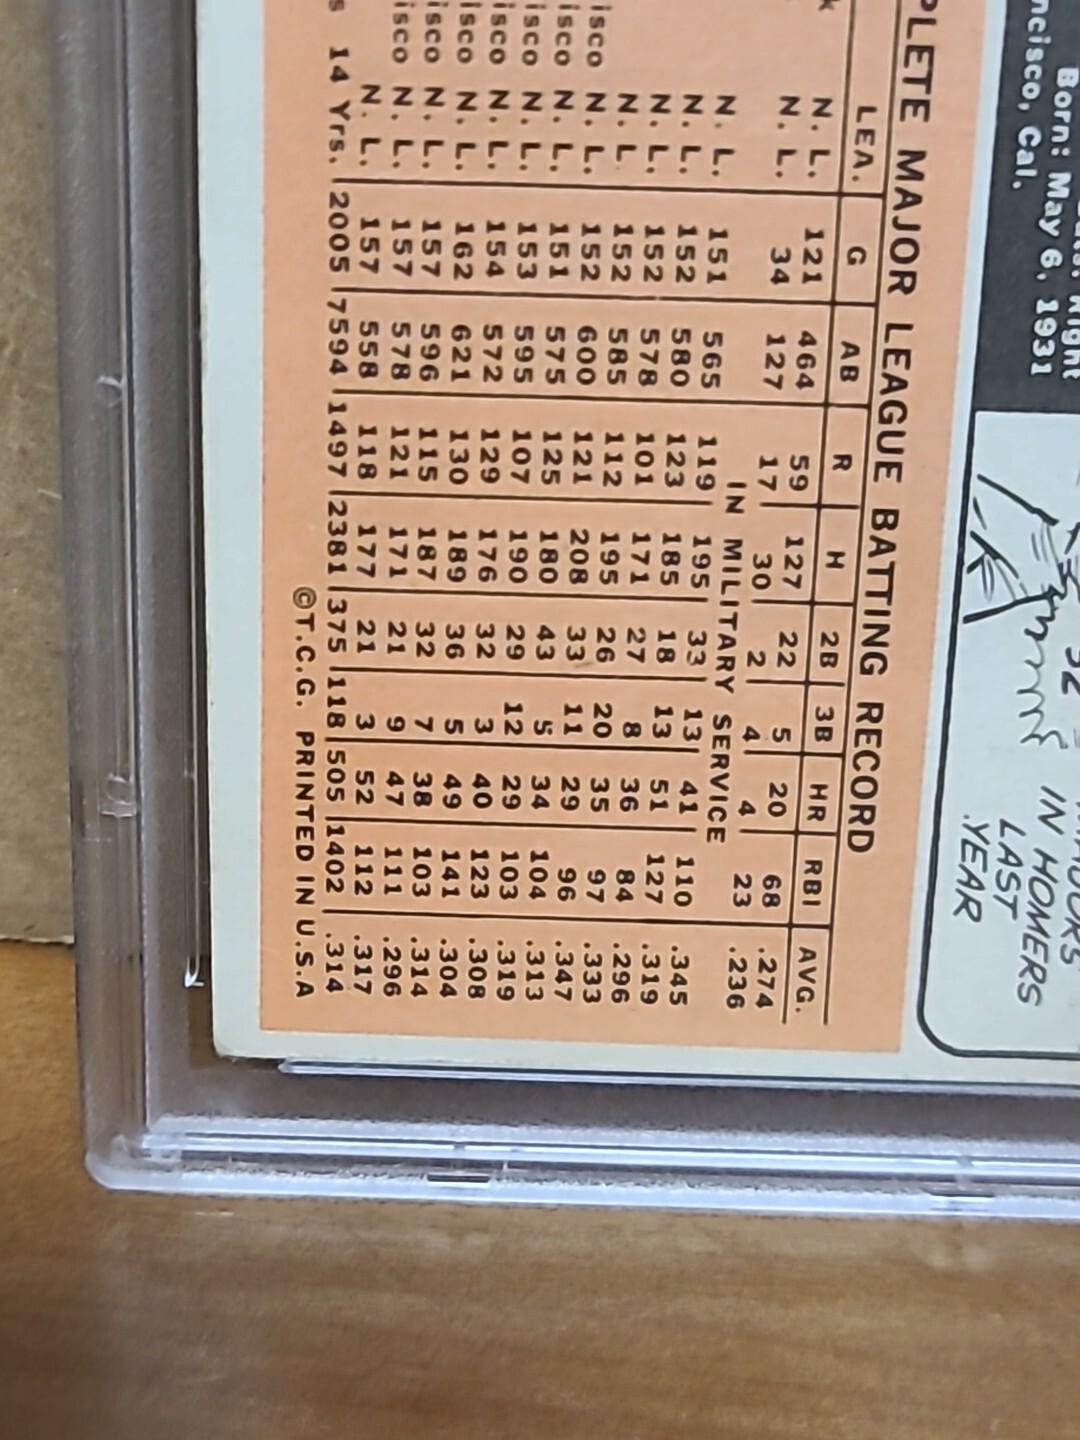 Right
Born: May 6, 1931
ncisco, Cal.
52
IN HOMERS
LAST
YEAR
PLETE MAJOR LEAGUE BATTING RECORD
LEA. G AB R H 2B 3B HR RBI AVG.
k N. L. 121 464 59 127 22 5 20 68 .274
N. L. 34 127 17 30 2 4 4 23 .236
IN MILITARY SERVICE
N. L. 151 565 119 195 33 13 41 110 .345
N. L. 152 580 123 185 18 13 51 127 .319
N. L. 152 578 101 171 27 8 36 84 .296
N. L. 152 585 112 195 26 20 35 97 .333
isco N. L. 152 600 121 208 33 11 29 96 .347
isco N. L. 151 575 125 180 43 5 34 104 .313
isco N. L. 153 595 107 190 29 12 29 103 .319
isco N. L. 154 572 129 176 32 3 40 123 .308
isco N. L. 162 621 130 189 36 5 49 141 .304
isco N. L. 157 596 115 187 32 7 38 103 .314
isco N. L. 157 578 121 171 21 9 47 111 .296
N. L. 157 558 118 177 21 3 52 112 .317
s 14 Yrs. 2005 7594 1497 2381 375 118 505 1402 .314
©T.C.G. PRINTED IN U.S.A